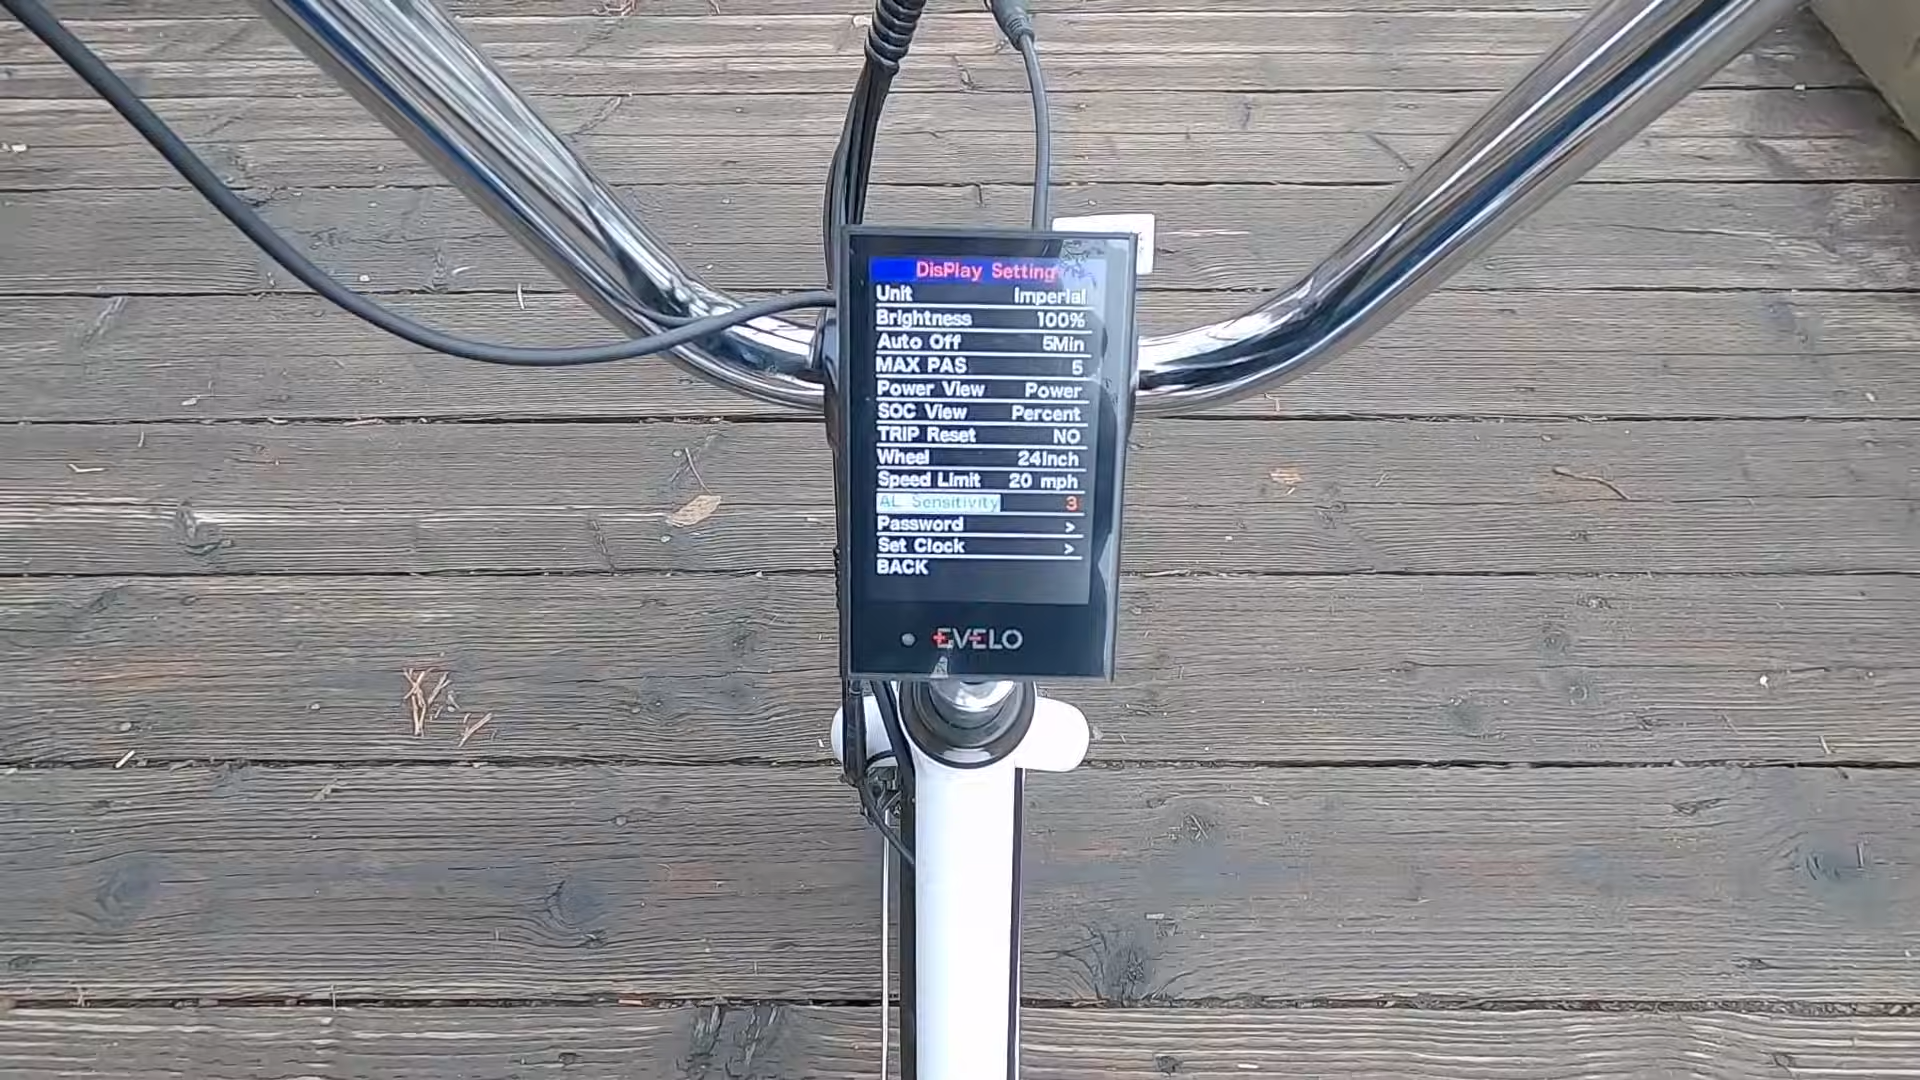 DisPlay Setting
Unit Imperial
Brightness 100%
Auto Off 5Min
MAX PAS 5
Power View Power
SOC View Percent
TRIP Reset NO
Wheel 24Inch
Speed Limit 20 mph
AL Sensitivity 3
Password >
Set Clock >
BACK
EVELO